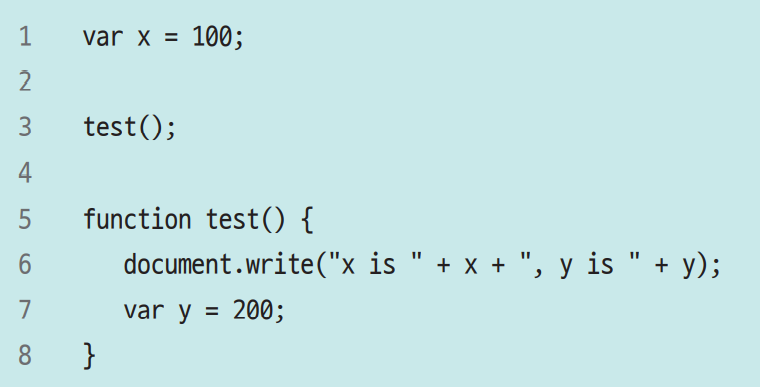 1 var x = 100;
2
3 test();
4
5 function test() {
6 document.write("x is " + x + ", y is " + y);
7 var y = 200;
8 }